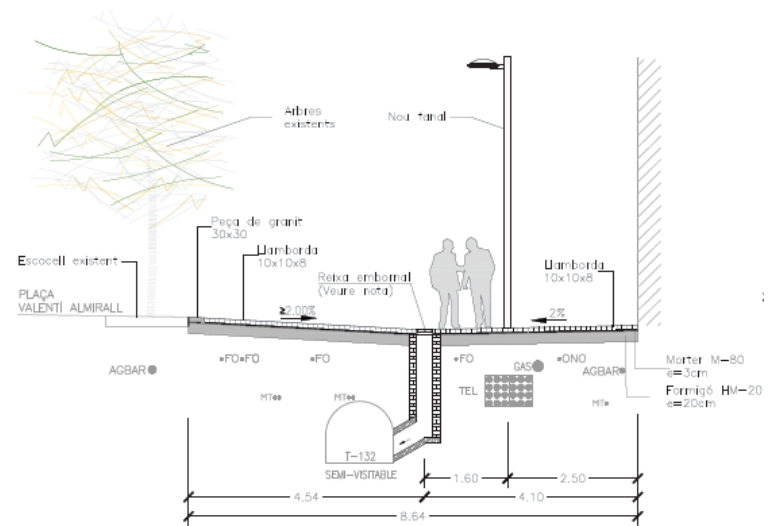 Arbres
existents
Nou fanal
Peça de granit
30x30
Llamborda
10x10x8
Escocell existent
Reixa embornal
(Veure nota)
Llamborda
10x10x8
PLAÇA
VALENTÍ ALMIRALL
≥2.00%
2%
AGBAR
FO
FO
FO
FO
GAS
ONO
AGBAR
Morter M-80
e=3cm
MT
MT
TEL
MT
Formigó HM-20
e=20cm
T-132
SEMI-VISITABLE
1.60
2.50
4.54
4.10
8.64